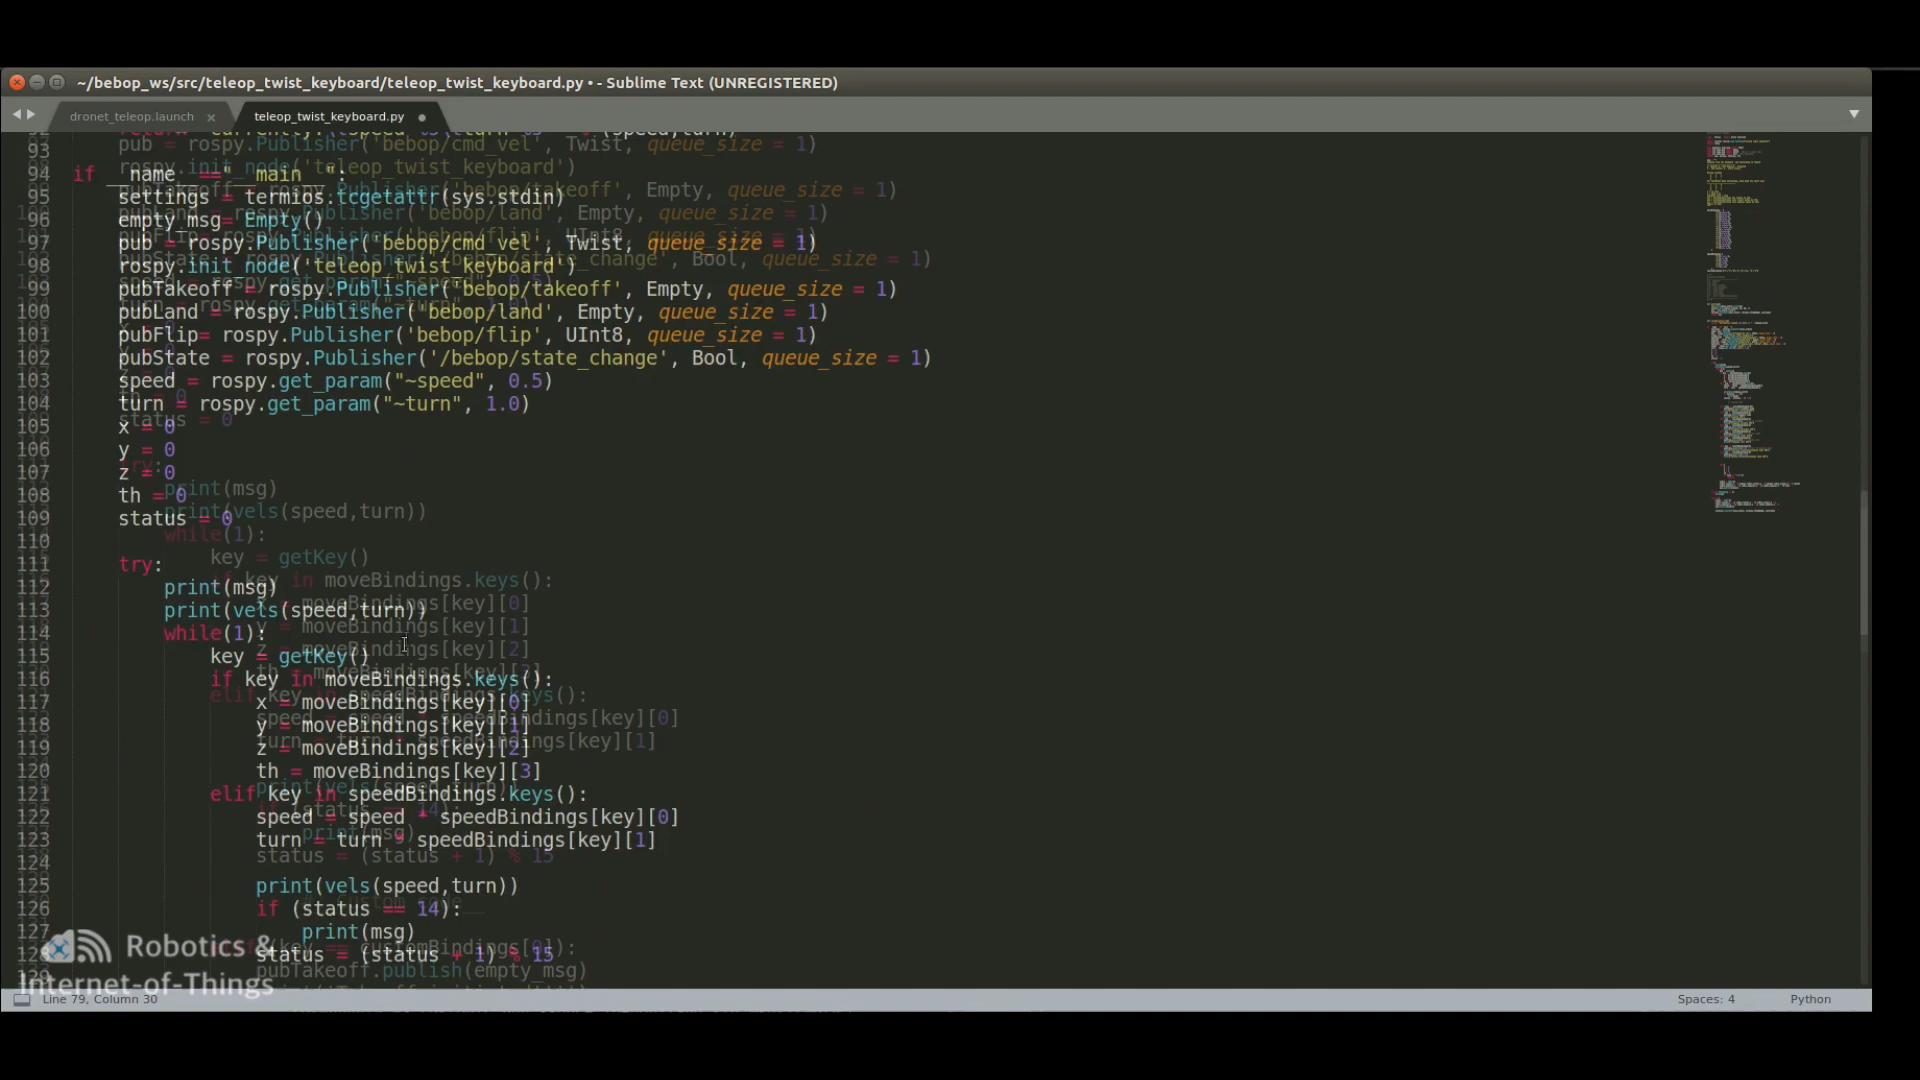 ~/bebop_ws/src/teleop_twist_keyboard/teleop_twist_keyboard.py • - Sublime Text (UNREGISTERED)
dronet_teleop.launch × teleop_twist_keyboard.py
93
94 if __name__=="__main__":
95 settings = termios.tcgetattr(sys.stdin)
96 empty_msg= Empty()
97 pub = rospy.Publisher('bebop/cmd_vel', Twist, queue_size = 1)
98 rospy.init_node('teleop_twist_keyboard')
99 pubTakeoff = rospy.Publisher('bebop/takeoff', Empty, queue_size = 1)
100 pubLand = rospy.Publisher('bebop/land', Empty, queue_size = 1)
101 pubFlip= rospy.Publisher('bebop/flip', UInt8, queue_size = 1)
102 pubState = rospy.Publisher('/bebop/state_change', Bool, queue_size = 1)
103 speed = rospy.get_param("~speed", 0.5)
104 turn = rospy.get_param("~turn", 1.0)
105 x = 0
106 y = 0
107 z = 0
108 th = 0
109 status = 0
110
111 try:
112 print(msg)
113 print(vels(speed,turn))
114 while(1):
115 key = getKey()
116 if key in moveBindings.keys():
117 x = moveBindings[key][0]
118 y = moveBindings[key][1]
119 z = moveBindings[key][2]
120 th = moveBindings[key][3]
121 elif key in speedBindings.keys():
122 speed = speed * speedBindings[key][0]
123 turn = turn * speedBindings[key][1]
124
125 print(vels(speed,turn))
126 if (status == 14):
127 print(msg)
128 status = (status + 1) % 15
129
Robotics &
Internet-of-Things
Line 79, Column 30 Spaces: 4 Python